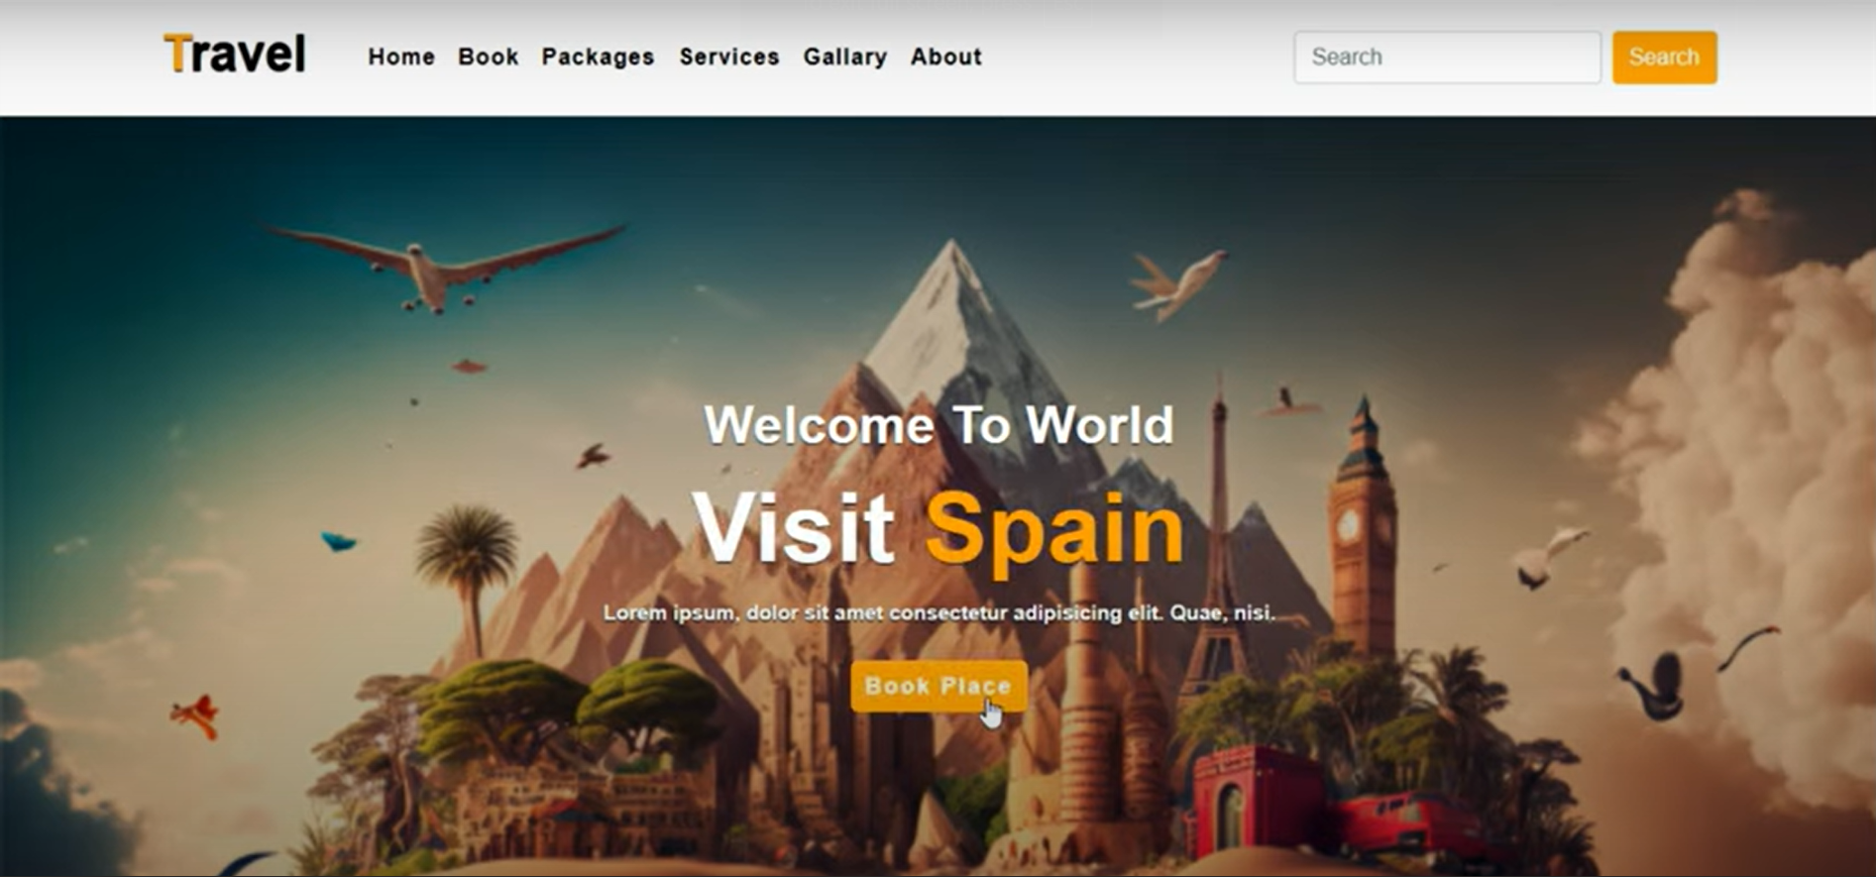 Travel Home Book Packages Services Gallary About Search Search
Welcome To World
Visit Spain
Lorem ipsum, dolor sit amet consectetur adipisicing elit. Quae, nisi.
Book Place